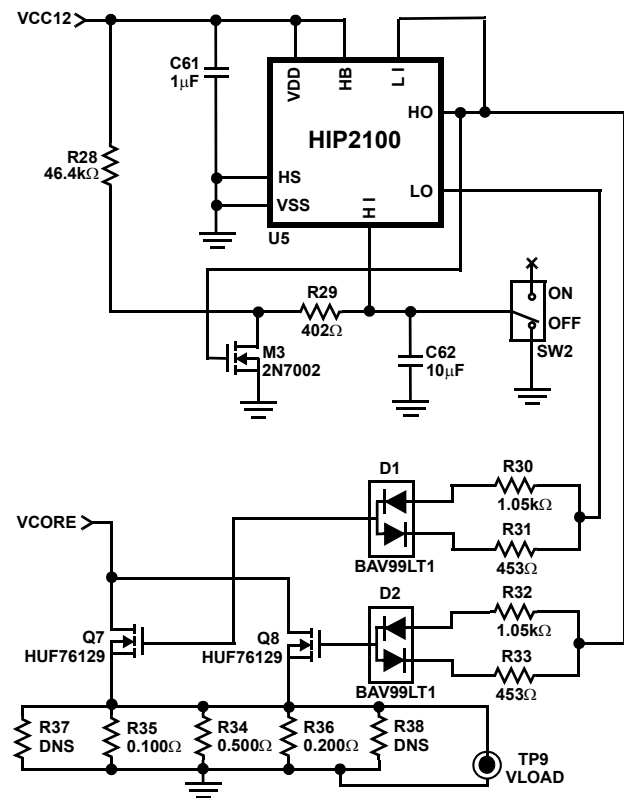 VCC12
C61
1μF
VDD
HB
LI
HO
HIP2100
R28
46.4kΩ
HS
LO
VSS
HI
U5
R29
402Ω
ON
OFF
SW2
M3
2N7002
C62
10μF
D1
R30
1.05kΩ
VCORE
R31
453Ω
BAV99LT1
D2
R32
1.05kΩ
Q7
HUF76129
Q8
HUF76129
R33
453Ω
BAV99LT1
R37
DNS
R35
0.100Ω
R34
0.500Ω
R36
0.200Ω
R38
DNS
TP9
VLOAD